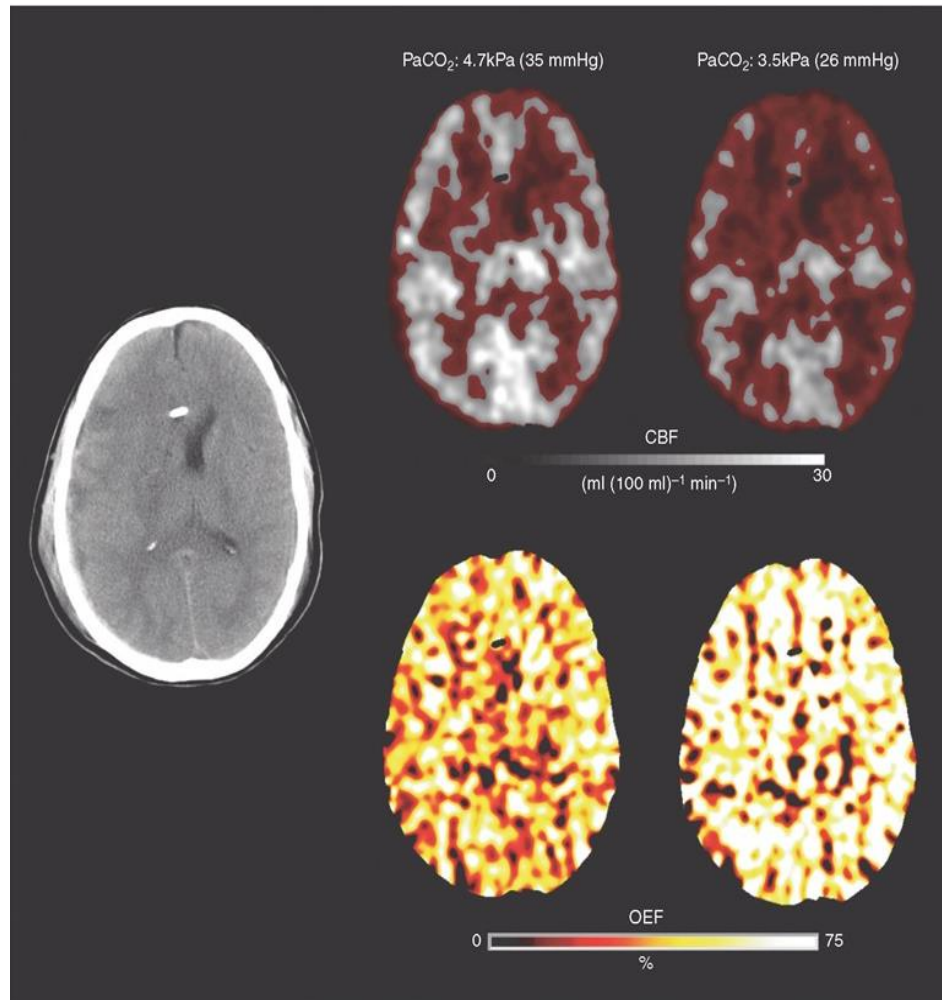 PaCO₂: 4.7kPa (35 mmHg)
PaCO₂: 3.5kPa (26 mmHg)
CBF
0
30
(ml (100 ml)⁻¹ min⁻¹)
OEF
0
75
%